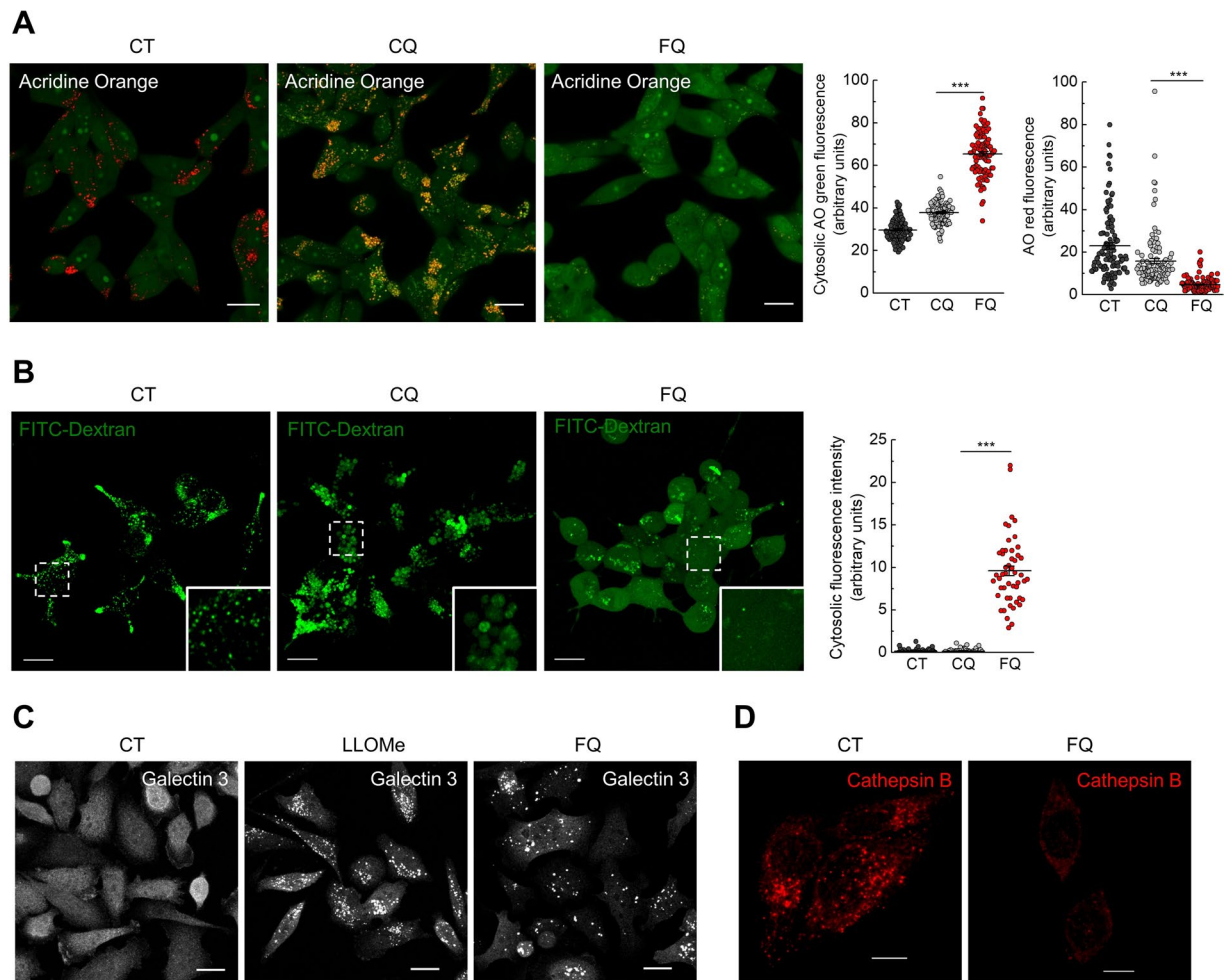 A
CT
CQ
FQ
Acridine Orange
Acridine Orange
Acridine Orange
Cytosolic AO green fluorescence
(arbitrary units)
100
80
60
40
20
0
***
CT
CQ
FQ
AO red fluorescence
(arbitrary units)
100
80
60
40
20
0
***
CT
CQ
FQ
B
CT
CQ
FQ
FITC-Dextran
FITC-Dextran
FITC-Dextran
Cytosolic fluorescence intensity
(arbitrary units)
25
20
15
10
5
0
***
CT
CQ
FQ
C
CT
LLOMe
FQ
Galectin 3
Galectin 3
Galectin 3
D
CT
FQ
Cathepsin B
Cathepsin B